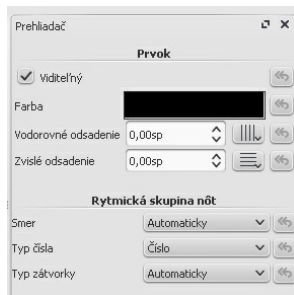 Prehliadač
Prvok
Viditeľný
Farba
Vodorovné odsadenie 0,00sp
Zvislé odsadenie 0,00sp
Rytmická skupina nôt
Smer Automaticky
Typ čísla Číslo
Typ zátvorky Automaticky